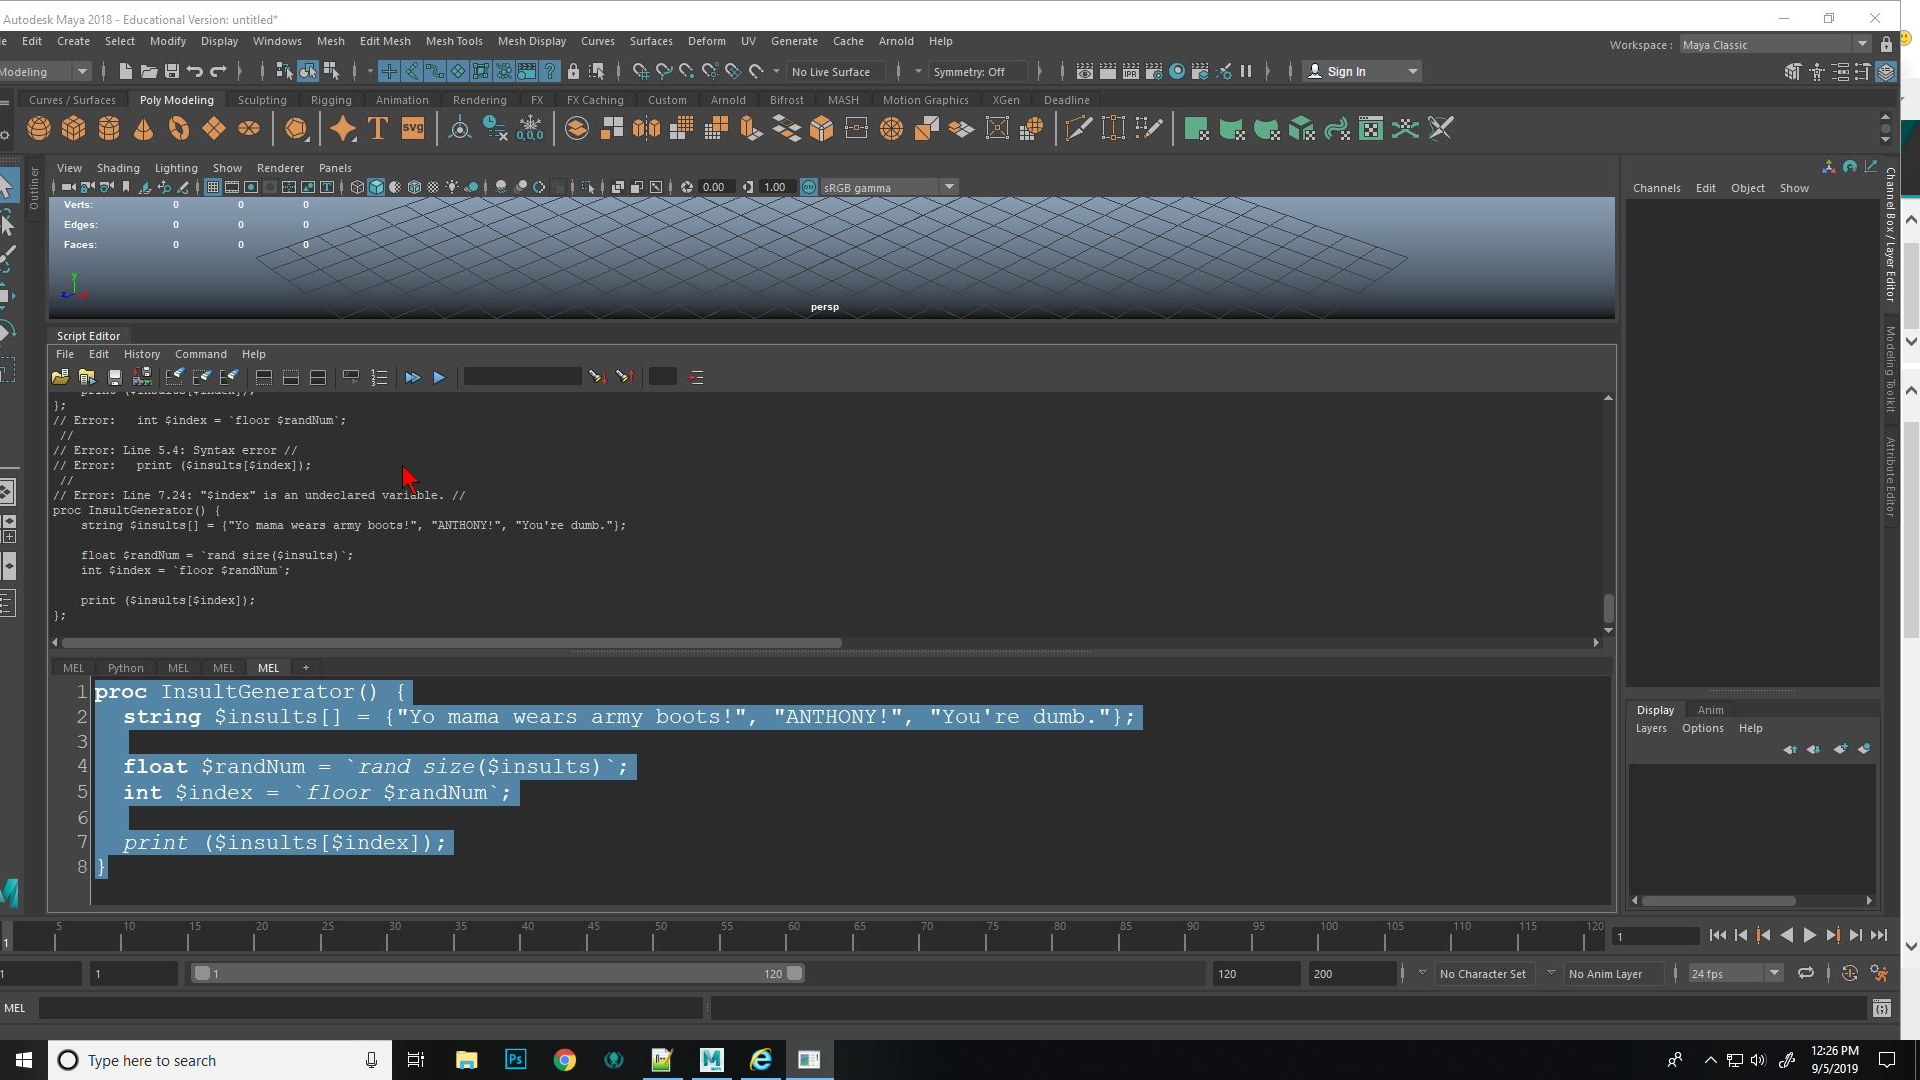 Autodesk Maya 2018 - Educational Version: untitled*
Edit Create Select Modify Display Windows Mesh Edit Mesh Mesh Tools Mesh Display Curves Surfaces Deform UV Generate Cache Arnold Help
Workspace : Maya Classic
Modeling No Live Surface Symmetry: Off Sign In
Curves / Surfaces Poly Modeling Sculpting Rigging Animation Rendering FX FX Caching Custom Arnold Bifrost MASH Motion Graphics XGen Deadline
View Shading Lighting Show Renderer Panels
0.00 1.00 sRGB gamma
Channels Edit Object Show
Outliner
Verts: 0 0 0
Edges: 0 0 0
Faces: 0 0 0
persp
Channel Box / Layer Editor
Modeling Toolkit
Attribute Editor
Script Editor
File Edit History Command Help
print ($insults[$index]);
};
// Error:   int $index = `floor $randNum`;
//
// Error: Line 5.4: Syntax error //
// Error:   print ($insults[$index]);
//
// Error: Line 7.24: "$index" is an undeclared variable. //
proc InsultGenerator() {
string $insults[] = {"Yo mama wears army boots!", "ANTHONY!", "You're dumb."};
float $randNum = `rand size($insults)`;
int $index = `floor $randNum`;
print ($insults[$index]);
};
MEL Python MEL MEL MEL +
1 proc InsultGenerator() {
2 string $insults[] = {"Yo mama wears army boots!", "ANTHONY!", "You're dumb."};
3
4 float $randNum = `rand size($insults)`;
5 int $index = `floor $randNum`;
6
7 print ($insults[$index]);
8 }
Display Anim
Layers Options Help
5 10 15 20 25 30 35 40 45 50 55 60 65 70 75 80 85 90 95 100 105 110 115 120
1 1
1 1 1 120 120 200 No Character Set No Anim Layer 24 fps
MEL
Type here to search
12:26 PM
9/5/2019